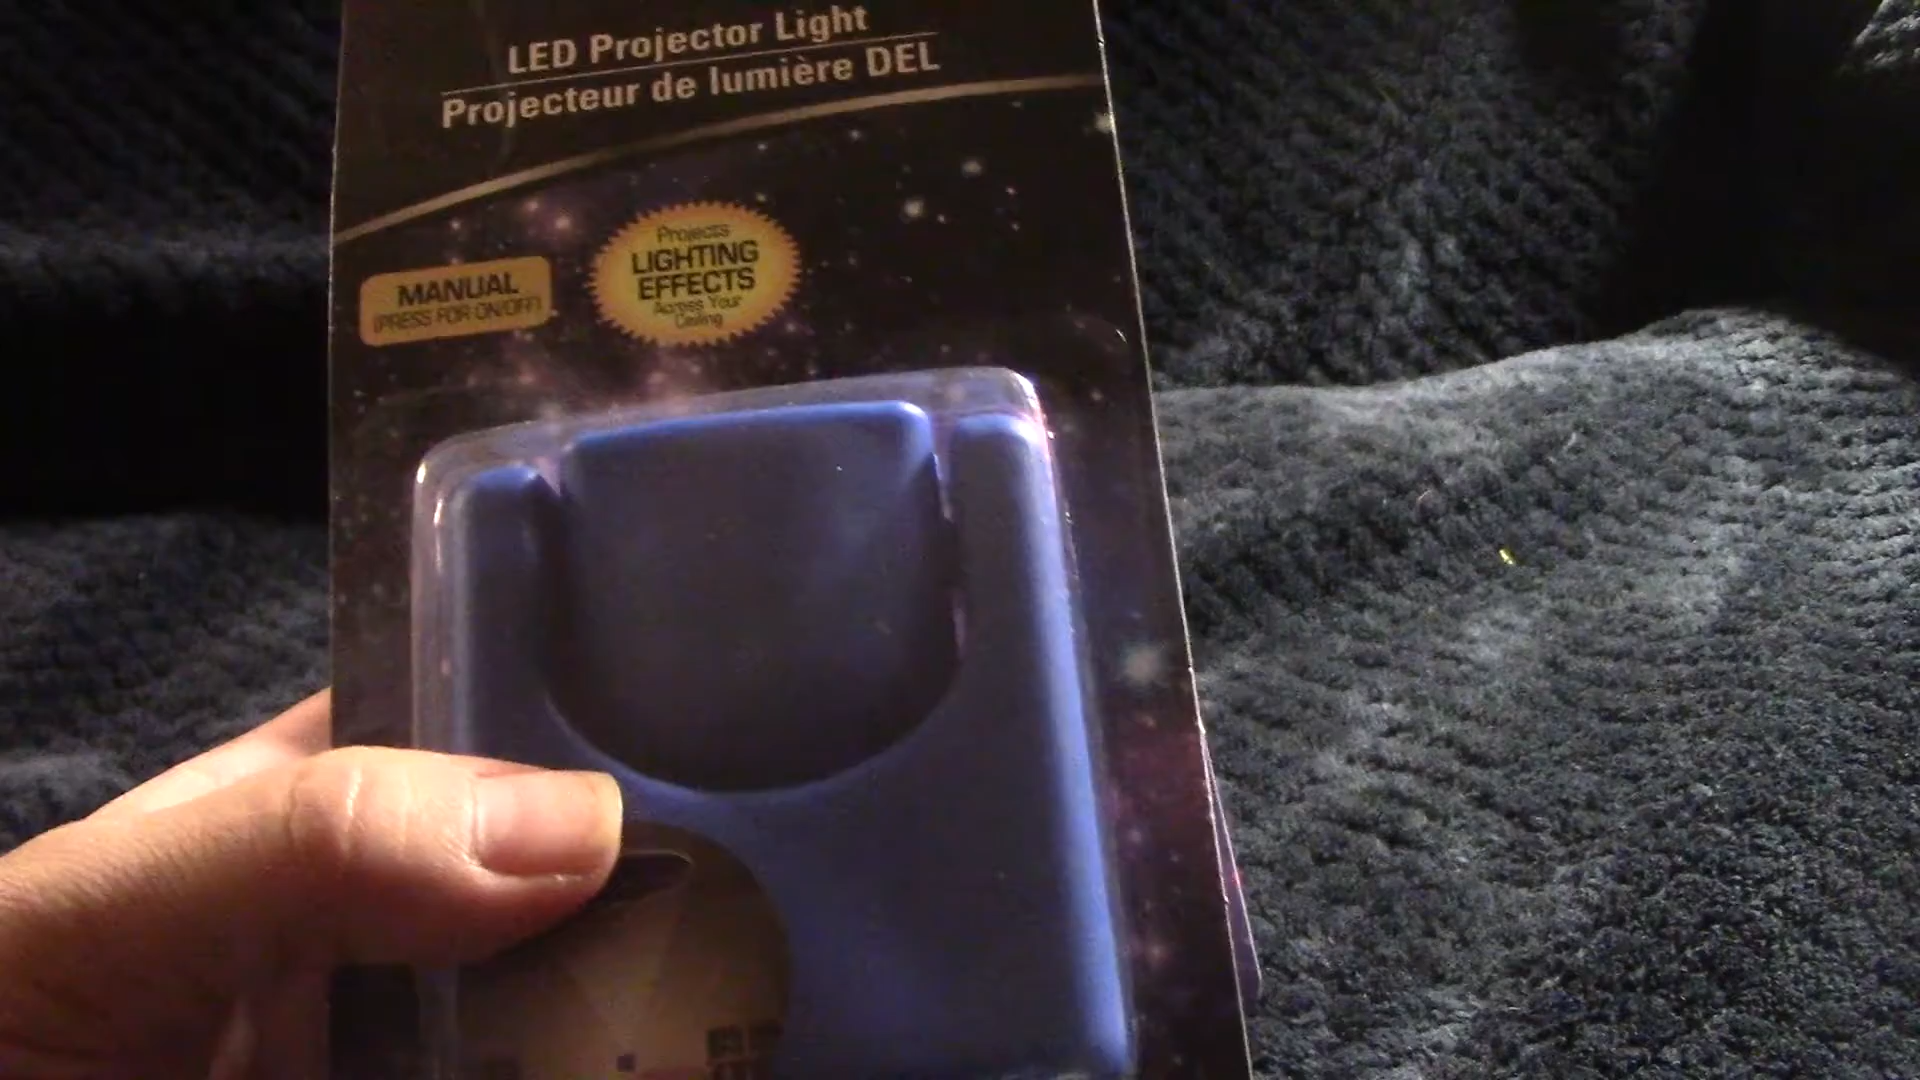 LED Projector Light
Projecteur de lumière DEL
MANUAL
(PRESS FOR ON/OFF)
Projects
LIGHTING
EFFECTS
Across Your
Ceiling